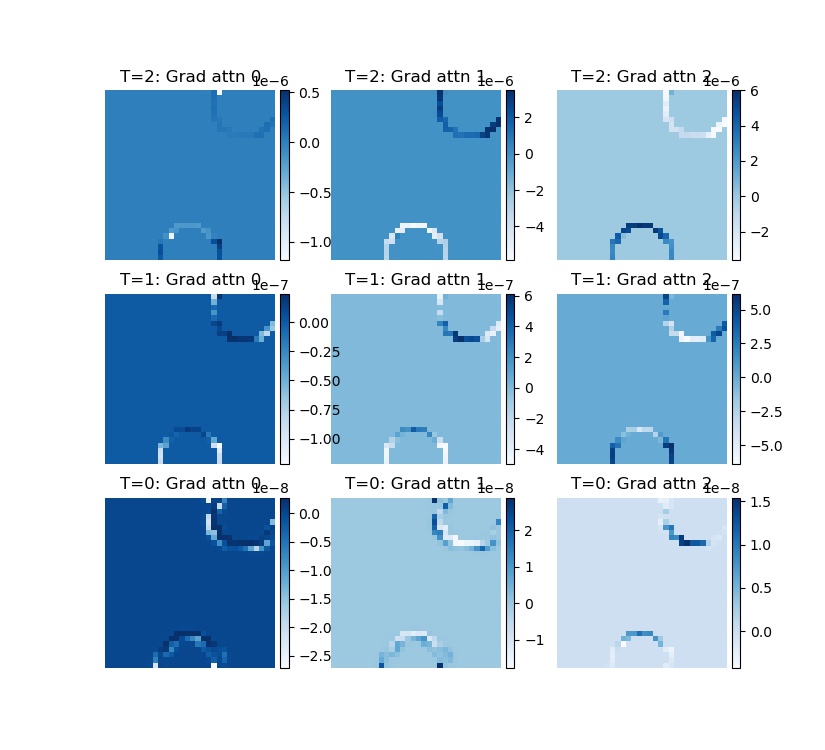 T=2: Grad attn 0
1e−6
T=2: Grad attn 1
1e−6
T=2: Grad attn 2
1e−6
0.5
0.0
−0.5
−1.0
2
0
−2
−4
6
4
2
0
−2
T=1: Grad attn 0
1e−7
T=1: Grad attn 1
1e−7
T=1: Grad attn 2
1e−7
0.00
−0.25
−0.50
−0.75
−1.00
6
4
2
0
−2
−4
5.0
2.5
0.0
−2.5
−5.0
T=0: Grad attn 0
1e−8
T=0: Grad attn 1
1e−8
T=0: Grad attn 2
1e−8
0.0
−0.5
−1.0
−1.5
−2.0
−2.5
2
1
0
−1
1.5
1.0
0.5
0.0